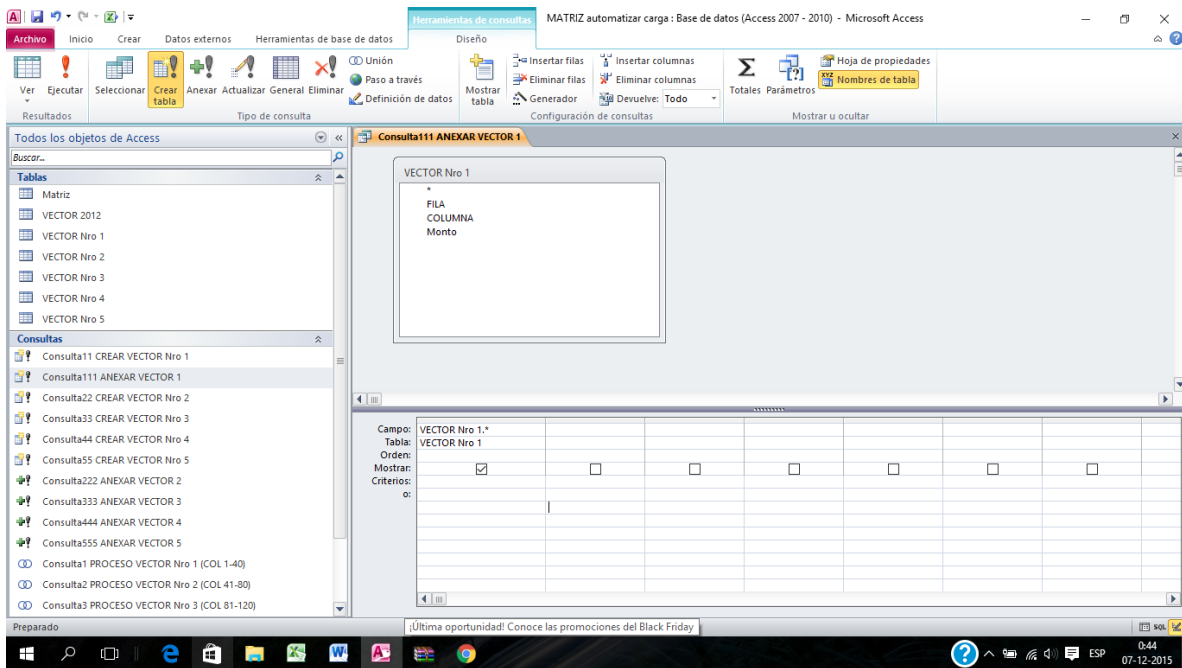 Herramientas de consultas
MATRIZ automatizar carga : Base de datos (Access 2007 - 2010) - Microsoft Access
Archivo Inicio Crear Datos externos Herramientas de base de datos Diseño
Ver Ejecutar Seleccionar Crear tabla Anexar Actualizar General Eliminar
Unión
Paso a través
Definición de datos
Mostrar tabla
Insertar filas
Eliminar filas
Generador
Insertar columnas
Eliminar columnas
Devuelve: Todo
Totales Parámetros
Hoja de propiedades
Nombres de tabla
Resultados Tipo de consulta Configuración de consultas Mostrar u ocultar
Todos los objetos de Access
Buscar...
Tablas
Matriz
VECTOR 2012
VECTOR Nro 1
VECTOR Nro 2
VECTOR Nro 3
VECTOR Nro 4
VECTOR Nro 5
Consultas
Consulta11 CREAR VECTOR Nro 1
Consulta111 ANEXAR VECTOR 1
Consulta22 CREAR VECTOR Nro 2
Consulta33 CREAR VECTOR Nro 3
Consulta44 CREAR VECTOR Nro 4
Consulta55 CREAR VECTOR Nro 5
Consulta222 ANEXAR VECTOR 2
Consulta333 ANEXAR VECTOR 3
Consulta444 ANEXAR VECTOR 4
Consulta555 ANEXAR VECTOR 5
Consulta1 PROCESO VECTOR Nro 1 (COL 1-40)
Consulta2 PROCESO VECTOR Nro 2 (COL 41-80)
Consulta3 PROCESO VECTOR Nro 3 (COL 81-120)
Consulta111 ANEXAR VECTOR 1
VECTOR Nro 1
*
FILA
COLUMNA
Monto
Campo: VECTOR Nro 1.*
Tabla: VECTOR Nro 1
Orden:
Mostrar:
Criterios:
o:
Preparado
¡Última oportunidad! Conoce las promociones del Black Friday
SQL
ESP
0:44
07-12-2015